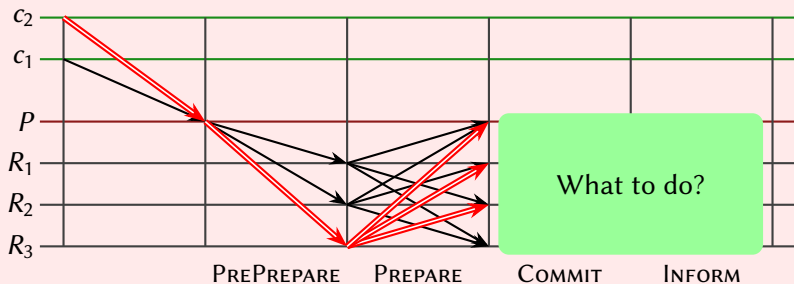 c2
c1
P
R1
What to do?
R2
R3
PREPREPARE PREPARE COMMIT INFORM